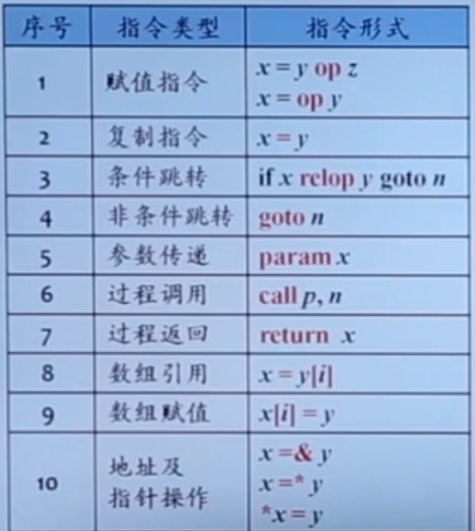 序号 指令类型 指令形式
1 赋值指令 x = y op z
x = op y
2 复制指令 x = y
3 条件跳转 if x relop y goto n
4 非条件跳转 goto n
5 参数传递 param x
6 过程调用 call p, n
7 过程返回 return x
8 数组引用 x = y[i]
9 数组赋值 x[i] = y
10 地址及
指针操作 x =& y
x =* y
*x = y